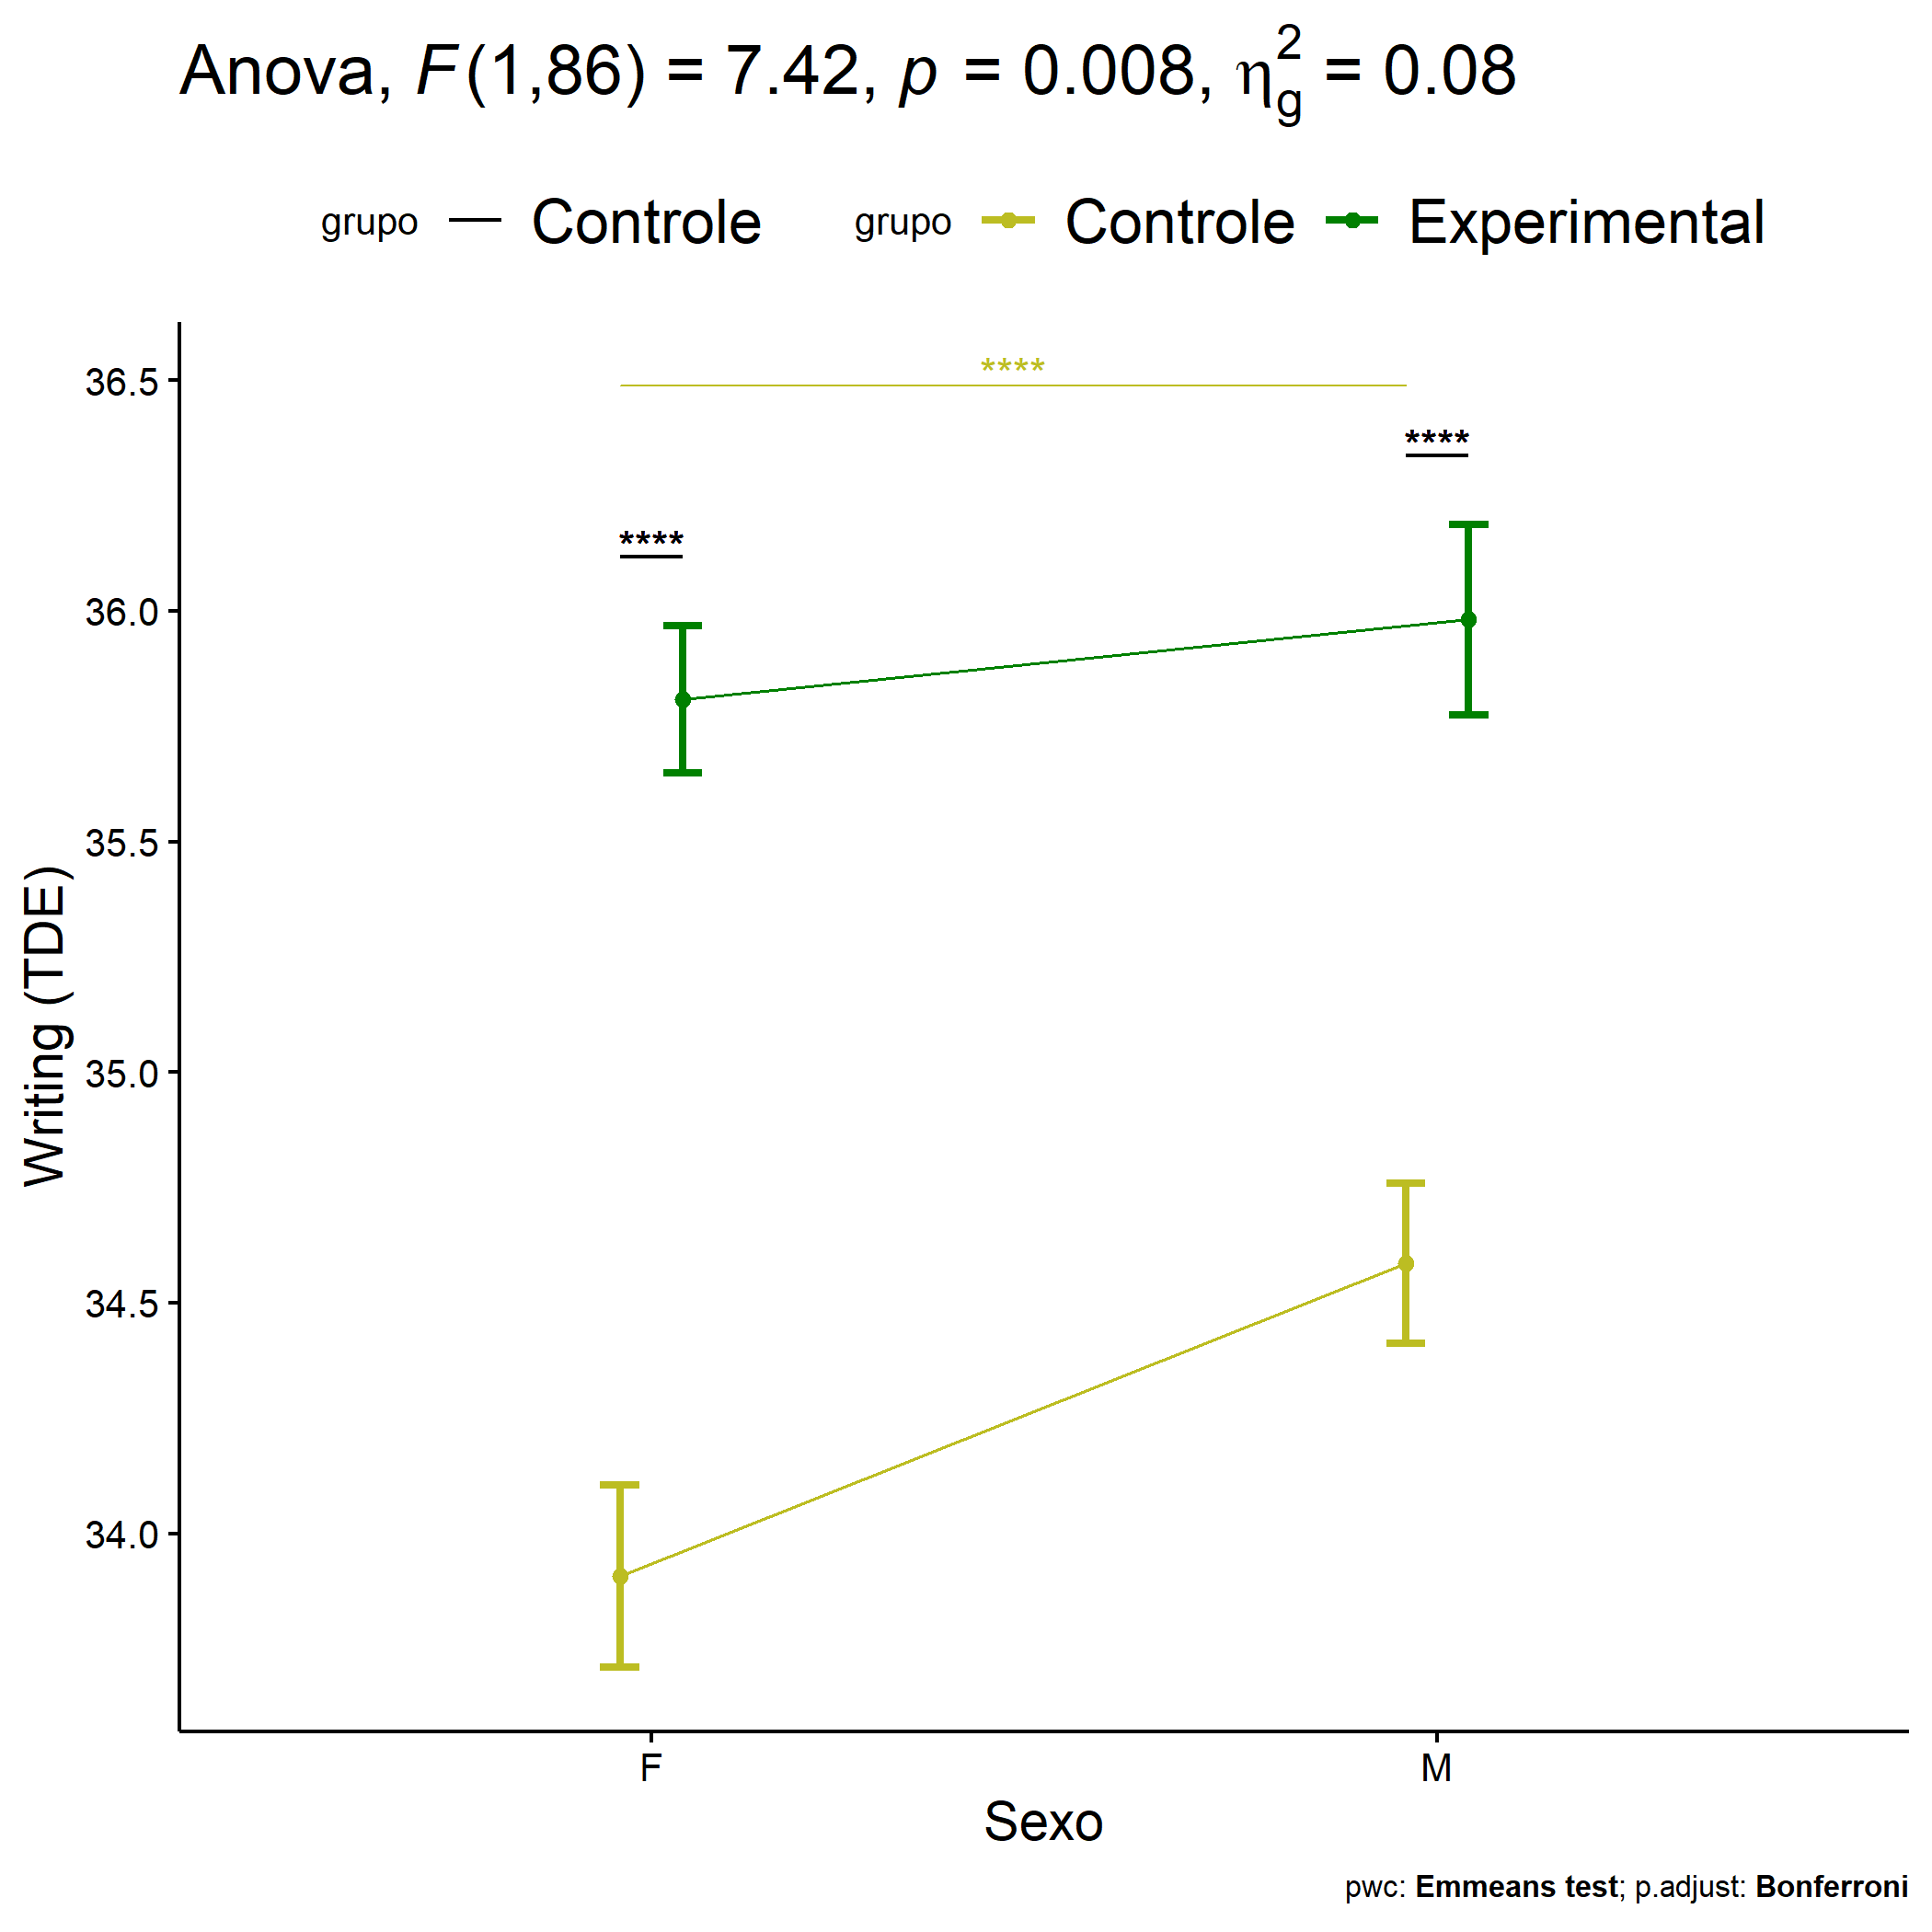 Anova, F(1,86) = 7.42, p = 0.008, η²g = 0.08
grupo Controle grupo Controle Experimental
****
****
****
36.5
36.0
35.5
35.0
34.5
34.0
Writing (TDE)
F M
Sexo
pwc: Emmeans test; p.adjust: Bonferroni